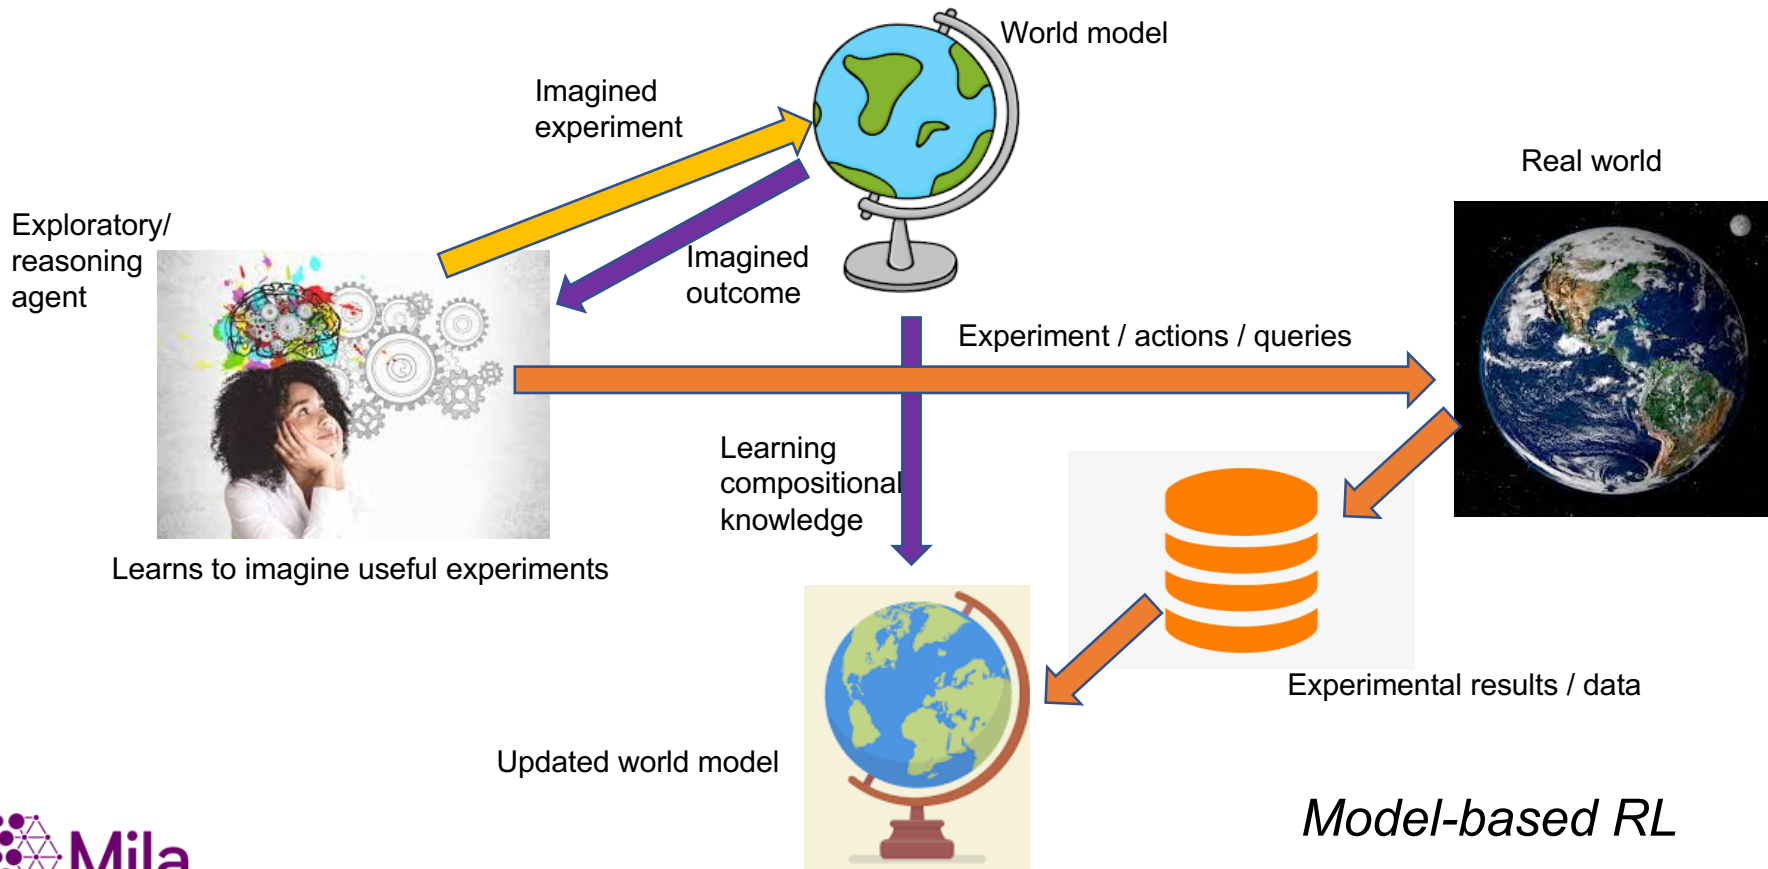 World model
Imagined
experiment
Real world
Exploratory/
reasoning
agent
Imagined
outcome
Experiment / actions / queries
Learning
compositional
knowledge
Learns to imagine useful experiments
Experimental results / data
Updated world model
Model-based RL
Mila